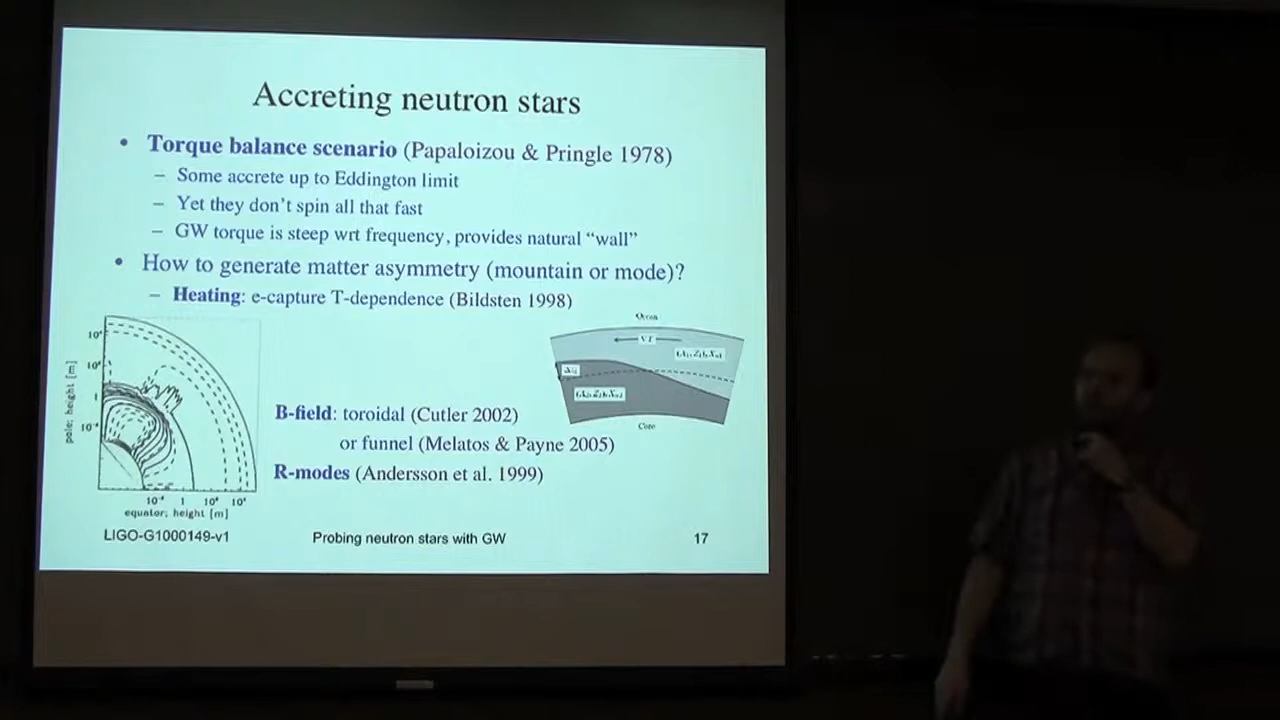 Accreting neutron stars
• Torque balance scenario (Papaloizou & Pringle 1978)
– Some accrete up to Eddington limit
– Yet they don't spin all that fast
– GW torque is steep wrt frequency, provides natural "wall"
• How to generate matter asymmetry (mountain or mode)?
– Heating: e-capture T-dependence (Bildsten 1998)
Ocean
Core
pole; height [m]
1
1
equator; height [m]
B-field: toroidal (Cutler 2002)
or funnel (Melatos & Payne 2005)
R-modes (Andersson et al. 1999)
LIGO-G1000149-v1
Probing neutron stars with GW
17